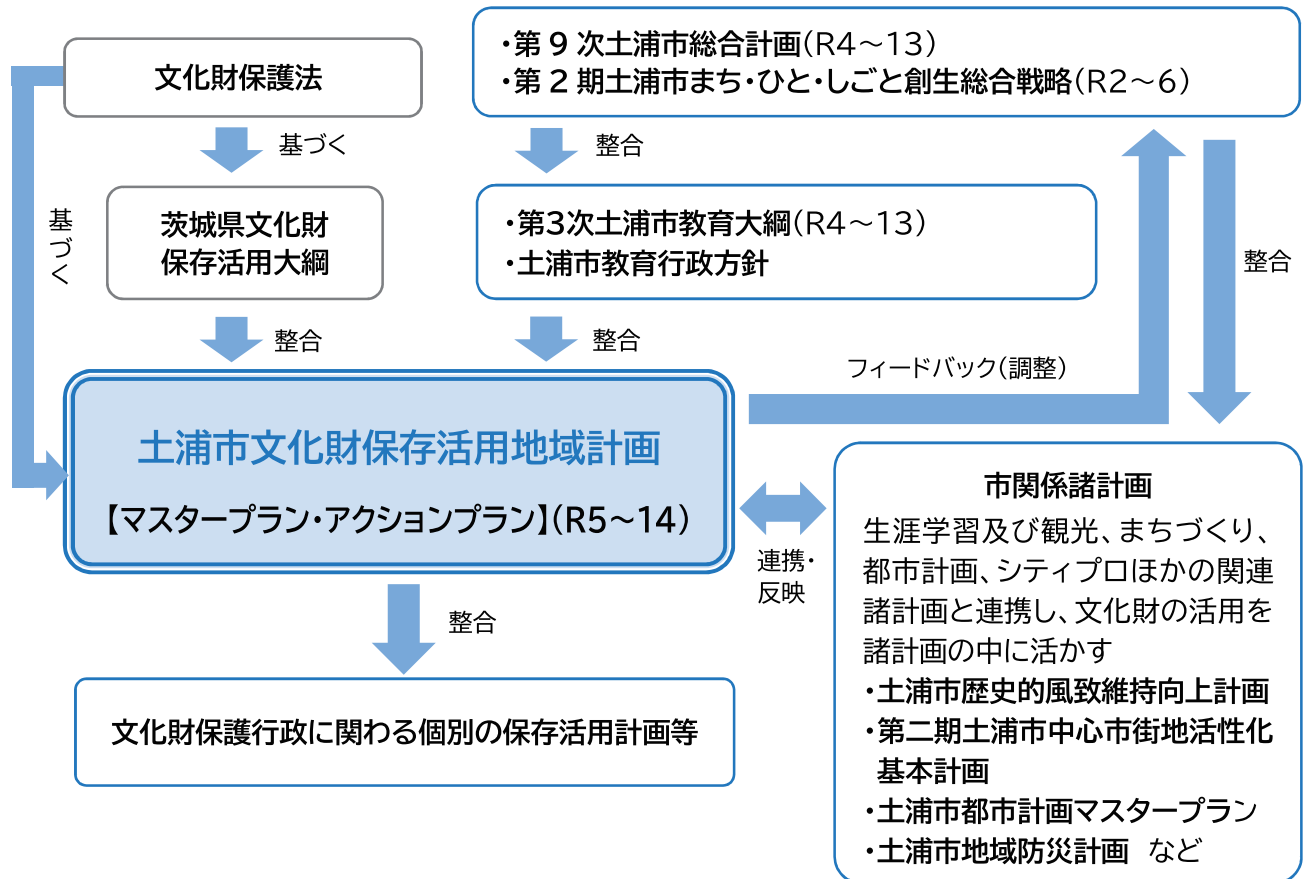 文化財保護法
・第９次土浦市総合計画(R4～13)
・第２期土浦市まち・ひと・しごと創生総合戦略(R2～6)
基づく
整合
基づく
茨城県文化財
保存活用大綱
・第3次土浦市教育大綱(R4～13)
・土浦市教育行政方針
整合
整合
整合
フィードバック(調整)
土浦市文化財保存活用地域計画
【マスタープラン・アクションプラン】(R5～14)
連携・
反映
市関係諸計画
生涯学習及び観光、まちづくり、
都市計画、シティプロほかの関連
諸計画と連携し、文化財の活用を
諸計画の中に活かす
・土浦市歴史的風致維持向上計画
・第二期土浦市中心市街地活性化
基本計画
・土浦市都市計画マスタープラン
・土浦市地域防災計画 など
整合
文化財保護行政に関わる個別の保存活用計画等